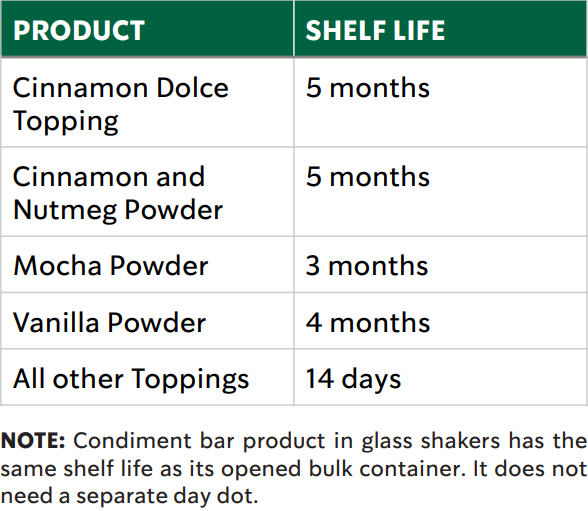 PRODUCT SHELF LIFE
Cinnamon Dolce 5 months
Topping
Cinnamon and 5 months
Nutmeg Powder
Mocha Powder 3 months
Vanilla Powder 4 months
All other Toppings 14 days
NOTE: Condiment bar product in glass shakers has the
same shelf life as its opened bulk container. It does not
need a separate day dot.